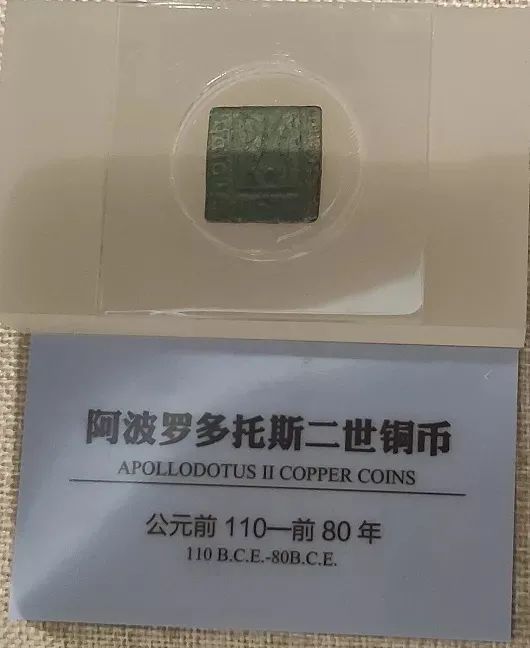 阿波罗多托斯二世铜币
APOLLODOTUS II COPPER COINS
公元前 110—前 80 年
110 B.C.E.-80B.C.E.